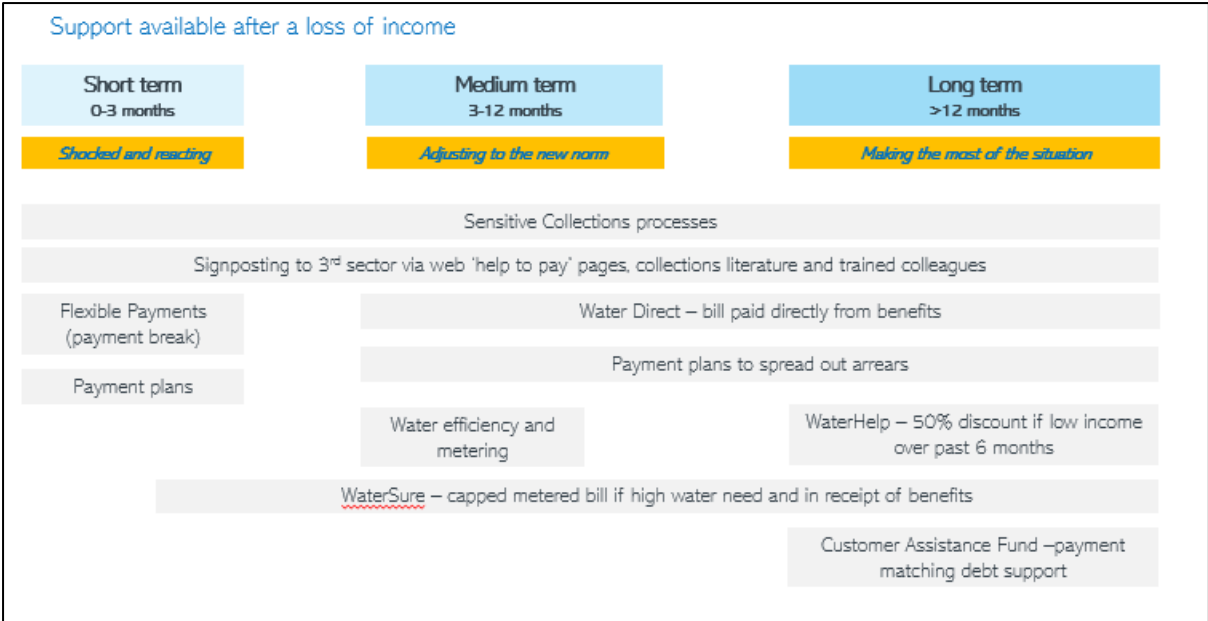 Support available after a loss of income
Short term
0-3 months
Medium term
3-12 months
Long term
>12 months
Shocked and reacting
Adjusting to the new norm
Making the most of the situation
Sensitive Collections processes
Signposting to 3rd sector via web 'help to pay' pages, collections literature and trained colleagues
Flexible Payments
(payment break)
Water Direct – bill paid directly from benefits
Payment plans to spread out arrears
Payment plans
Water efficiency and
metering
WaterHelp – 50% discount if low income
over past 6 months
WaterSure – capped metered bill if high water need and in receipt of benefits
Customer Assistance Fund –payment
matching debt support